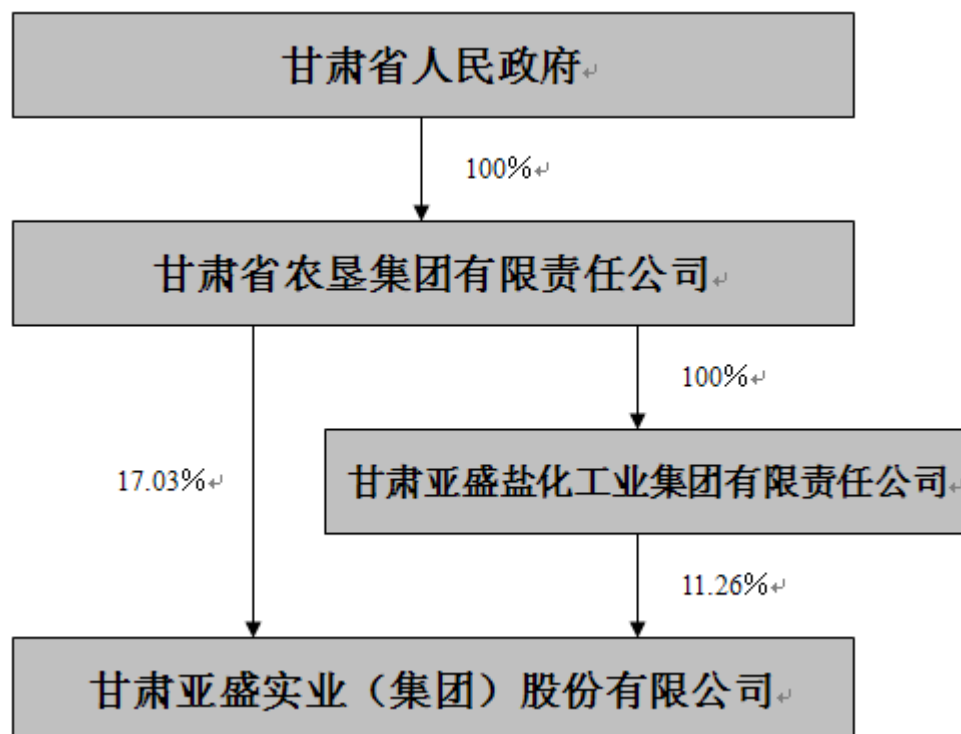 甘肃省人民政府
100%
甘肃省农垦集团有限责任公司
100%
17.03%
甘肃亚盛盐化工业集团有限责任公司
11.26%
甘肃亚盛实业（集团）股份有限公司